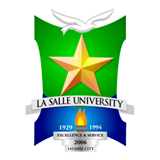 LA SALLE UNIVERSITY
1929 1994
EXCELLENCE & SERVICE
2006
OZAMIZ CITY